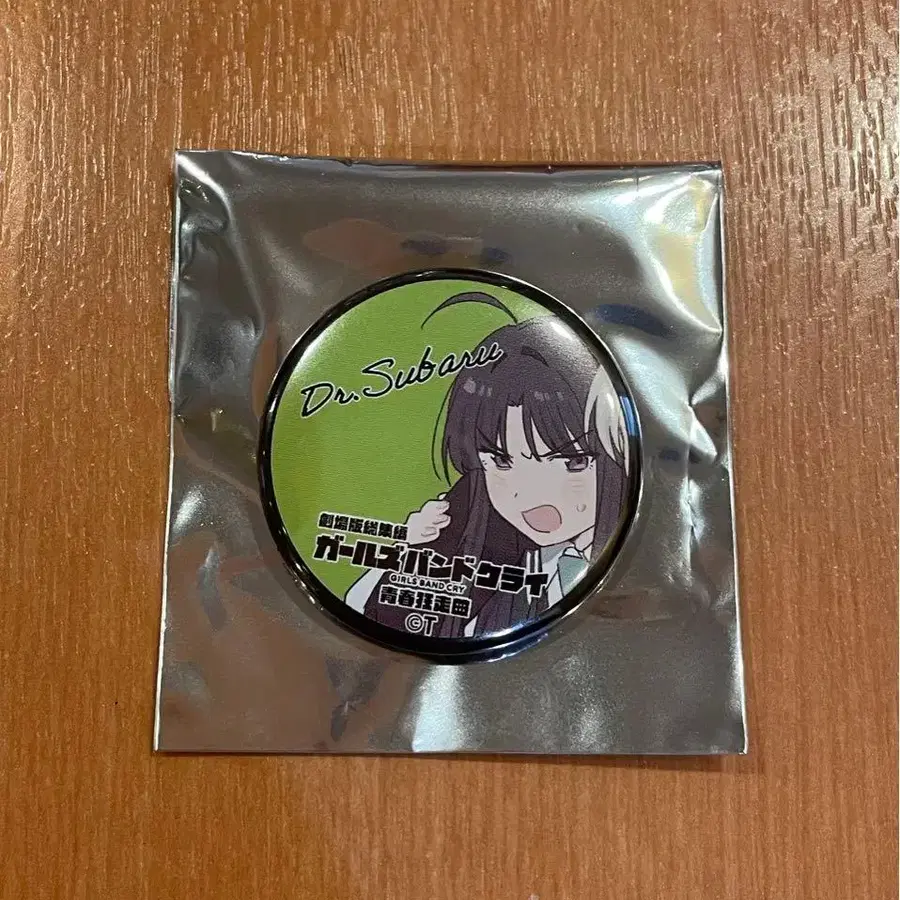 Dr. Subaru
劇場版総集編
ガールズバンドクライ
GIRLS BAND CRY
青春狂走曲
©T